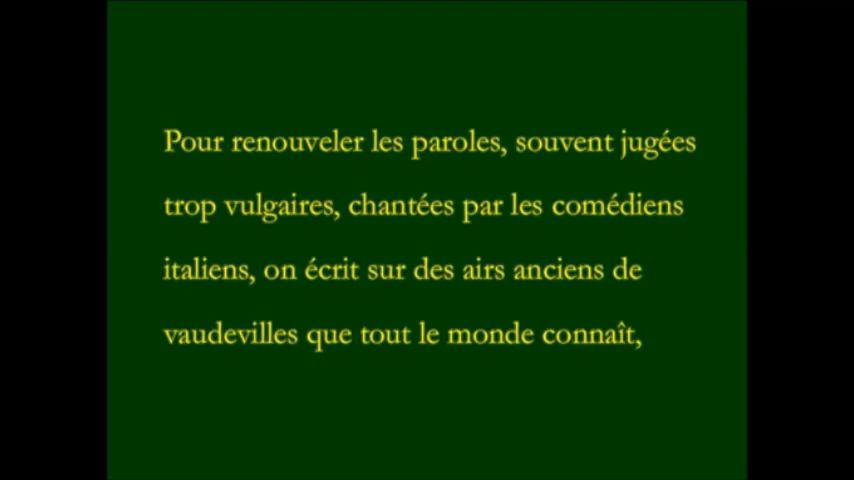 Pour renouveler les paroles, souvent jugées
trop vulgaires, chantées par les comédiens
italiens, on écrit sur des airs anciens de
vaudevilles que tout le monde connaît,